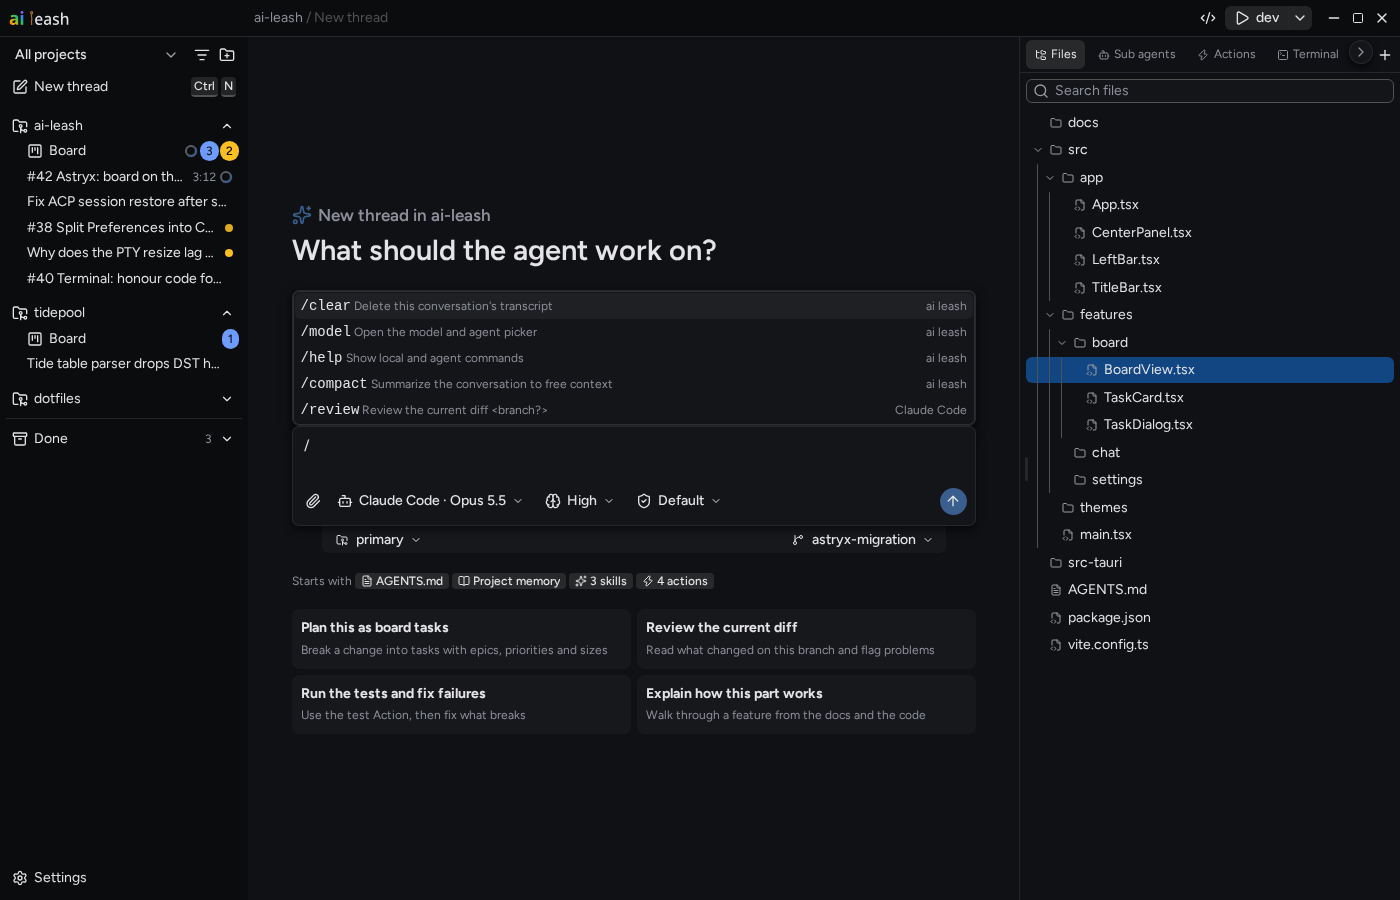 ai leash
ai-leash / New thread
dev
All projects
New thread Ctrl N
ai-leash
Board 3 2
#42 Astryx: board on th... 3:12
Fix ACP session restore after s...
#38 Split Preferences into C...
Why does the PTY resize lag ...
#40 Terminal: honour code fo...
tidepool
Board 1
Tide table parser drops DST h...
dotfiles
Done 3
Settings
New thread in ai-leash
What should the agent work on?
/clear Delete this conversation's transcript ai leash
/model Open the model and agent picker ai leash
/help Show local and agent commands ai leash
/compact Summarize the conversation to free context ai leash
/review Review the current diff <branch?> Claude Code
/
Claude Code · Opus 5.5 High Default
primary astryx-migration
Starts with AGENTS.md Project memory 3 skills 4 actions
Plan this as board tasks
Break a change into tasks with epics, priorities and sizes
Review the current diff
Read what changed on this branch and flag problems
Run the tests and fix failures
Use the test Action, then fix what breaks
Explain how this part works
Walk through a feature from the docs and the code
Files Sub agents Actions Terminal
Search files
docs
src
app
App.tsx
CenterPanel.tsx
LeftBar.tsx
TitleBar.tsx
features
board
BoardView.tsx
TaskCard.tsx
TaskDialog.tsx
chat
settings
themes
main.tsx
src-tauri
AGENTS.md
package.json
vite.config.ts